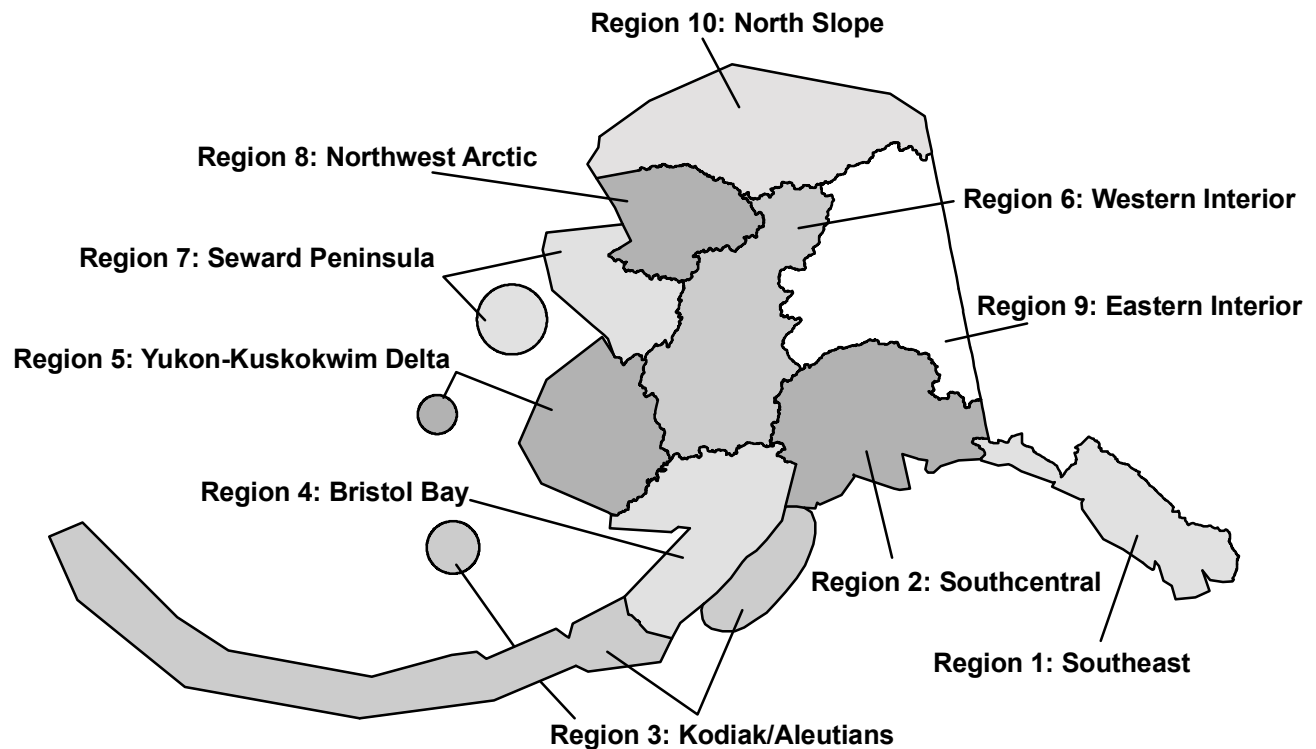 Region 10: North Slope
Region 8: Northwest Arctic
Region 6: Western Interior
Region 7: Seward Peninsula
Region 9: Eastern Interior
Region 5: Yukon-Kuskokwim Delta
Region 4: Bristol Bay
Region 2: Southcentral
Region 1: Southeast
Region 3: Kodiak/Aleutians